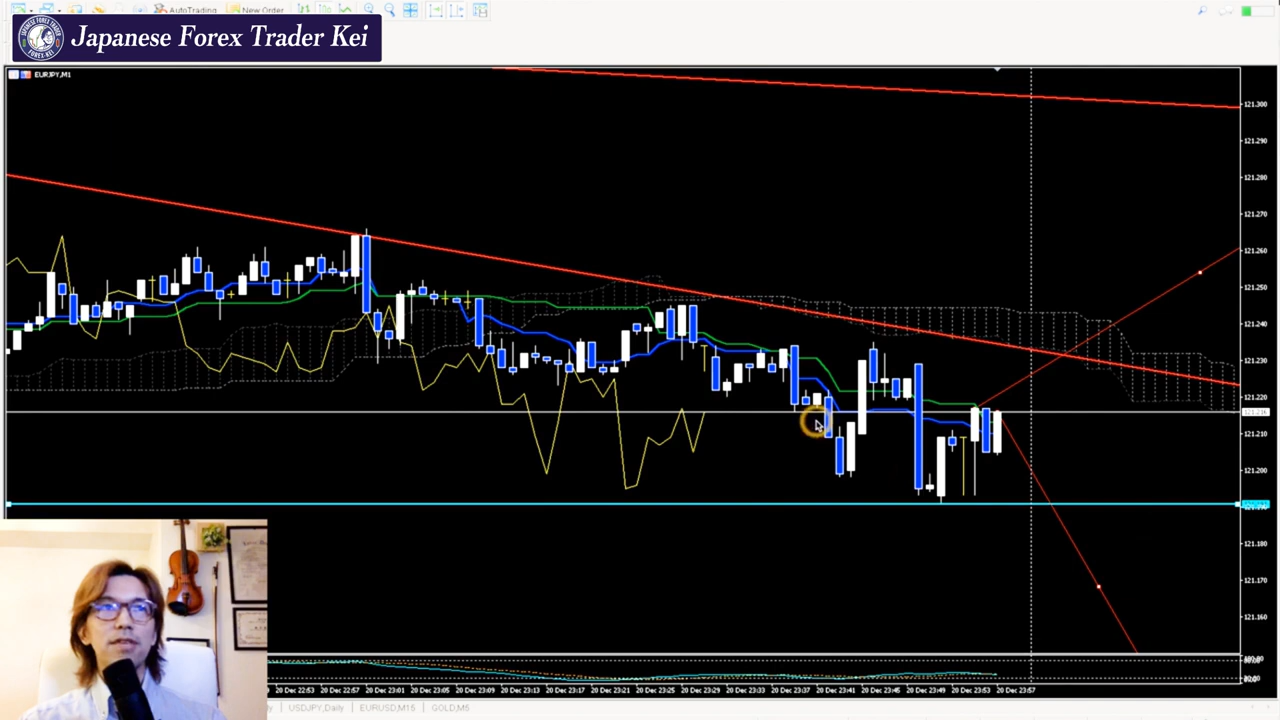 AutoTrading
New Order
Japanese Forex Trader Kei
FOREX-KEI
EURJPY,M1
121.300
121.290
121.280
121.270
121.260
121.250
121.240
121.230
121.220
121.216
121.210
121.200
121.180
121.170
121.160
20 Dec 22:53
20 Dec 22:57
20 Dec 23:01
20 Dec 23:05
20 Dec 23:09
20 Dec 23:13
20 Dec 23:17
20 Dec 23:21
20 Dec 23:25
20 Dec 23:29
20 Dec 23:33
20 Dec 23:37
20 Dec 23:41
20 Dec 23:45
20 Dec 23:49
20 Dec 23:53
20 Dec 23:57
USDJPY,Daily
EURUSD,M15
GOLD,M5